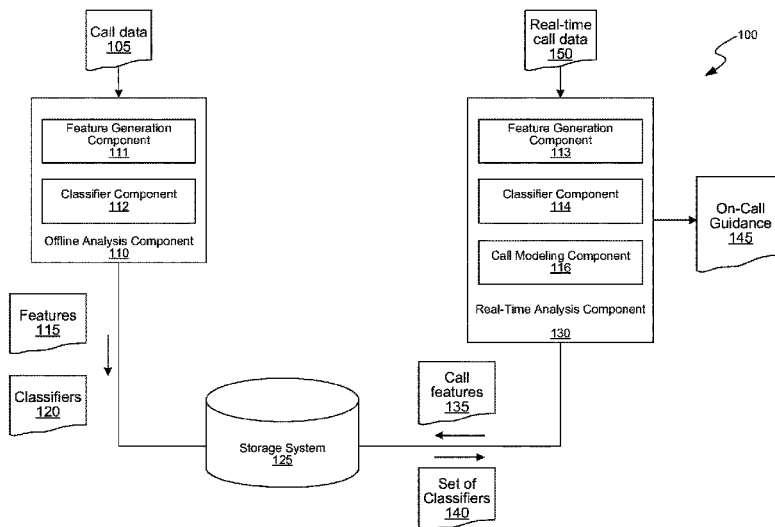 Call data
105
Feature Generation
Component
111
Classifier Component
112
Offline Analysis Component
110
Features
115
Classifiers
120
Storage System
125
Real-time
call data
150
100
Feature Generation
Component
113
Classifier Component
114
Call Modeling Component
116
Real-Time Analysis Component
130
On-Call
Guidance
145
Call
features
135
Set of
Classifiers
140